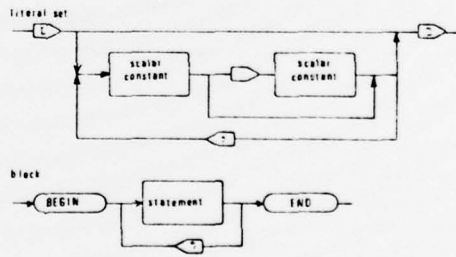 literal set
scalar scalar
constant constant
block
BEGIN statement END